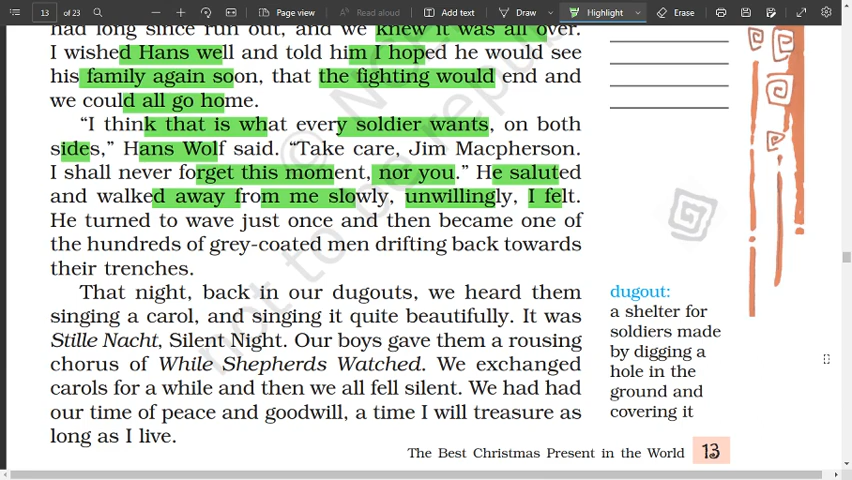 13 of 23
Page view
Read aloud
Add text
Draw
Highlight
Erase
had long since run out, and we knew it was all over.
I wished Hans well and told him I hoped he would see
his family again soon, that the fighting would end and
we could all go home.
“I think that is what every soldier wants, on both
sides,” Hans Wolf said. “Take care, Jim Macpherson.
I shall never forget this moment, nor you.” He saluted
and walked away from me slowly, unwillingly, I felt.
He turned to wave just once and then became one of
the hundreds of grey-coated men drifting back towards
their trenches.
That night, back in our dugouts, we heard them
singing a carol, and singing it quite beautifully. It was
Stille Nacht, Silent Night. Our boys gave them a rousing
chorus of While Shepherds Watched. We exchanged
carols for a while and then we all fell silent. We had had
our time of peace and goodwill, a time I will treasure as
long as I live.
dugout:
a shelter for
soldiers made
by digging a
hole in the
ground and
covering it
The Best Christmas Present in the World 13
not to be republ